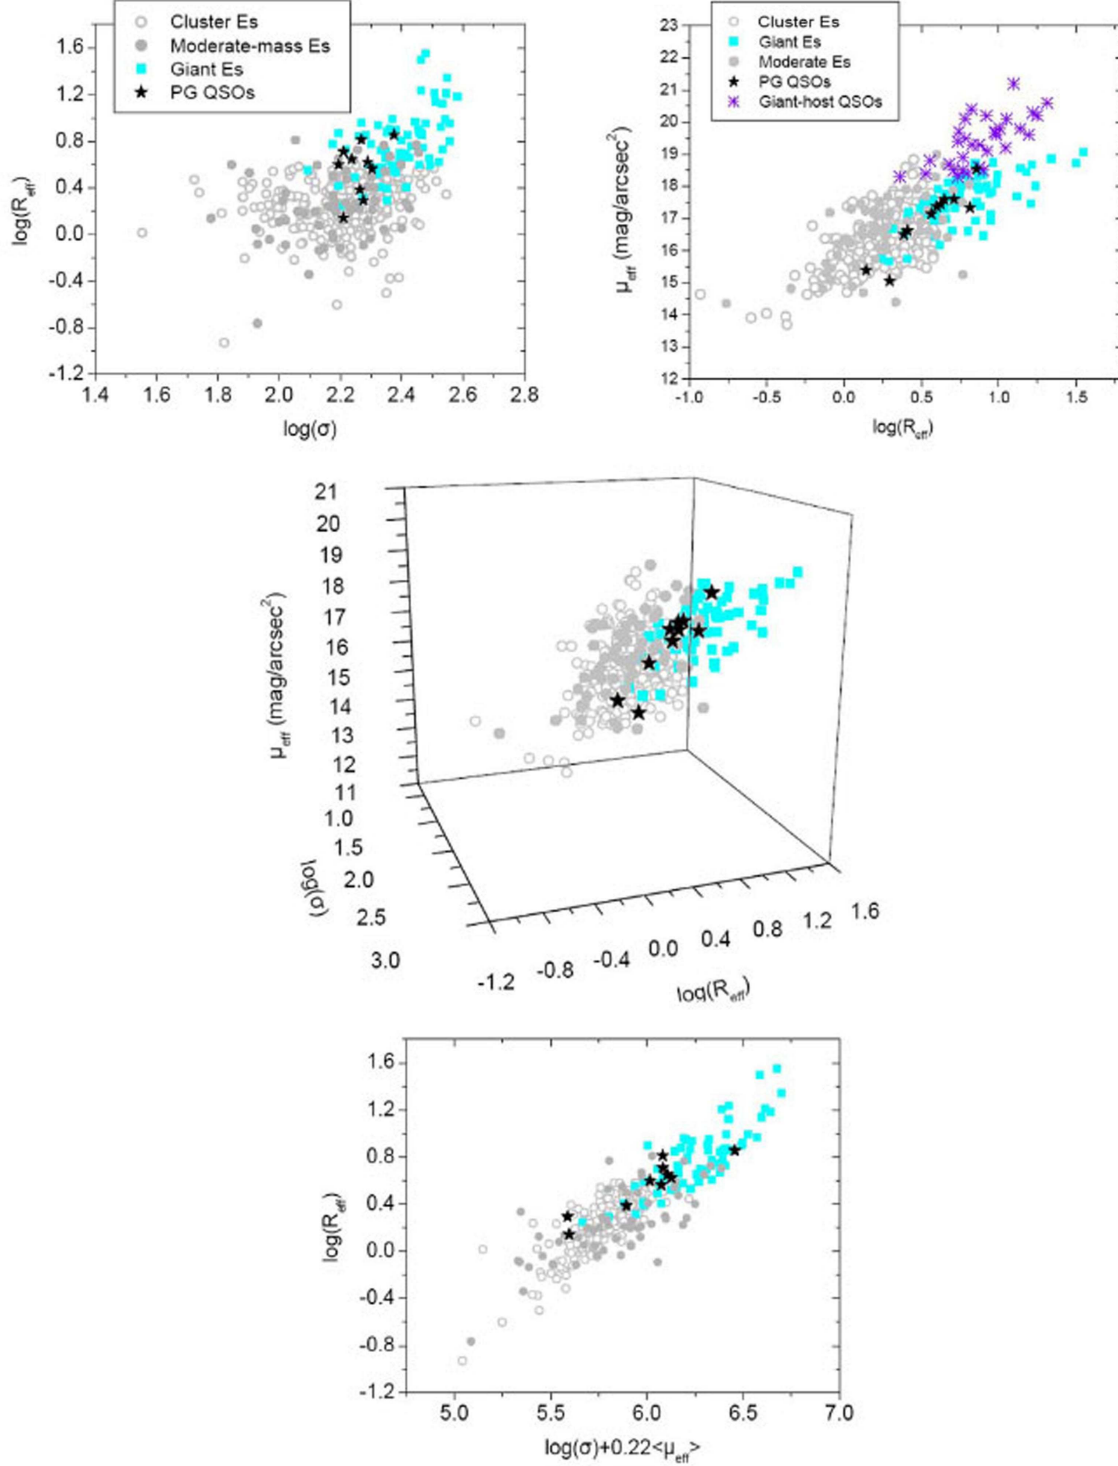 Cluster Es
Moderate-mass Es
Giant Es
PG QSOs
1.6
1.2
0.8
0.4
0.0
-0.4
-0.8
-1.2
log(R_eff)
1.4 1.6 1.8 2.0 2.2 2.4 2.6 2.8
log(σ)
Cluster Es
Giant Es
Moderate Es
PG QSOs
Giant-host QSOs
23
22
21
20
19
18
17
16
15
14
13
12
μ_eff (mag/arcsec²)
-1.0 -0.5 0.0 0.5 1.0 1.5
log(R_eff)
21
20
19
18
17
16
15
14
13
12
11
μ_eff (mag/arcsec²)
1.0
1.5
2.0
2.5
3.0
log(σ)
-1.2 -0.8 -0.4 0.0 0.4 0.8 1.2 1.6
log(R_eff)
1.6
1.2
0.8
0.4
0.0
-0.4
-0.8
-1.2
log(R_eff)
5.0 5.5 6.0 6.5 7.0
log(σ)+0.22<μ_eff>